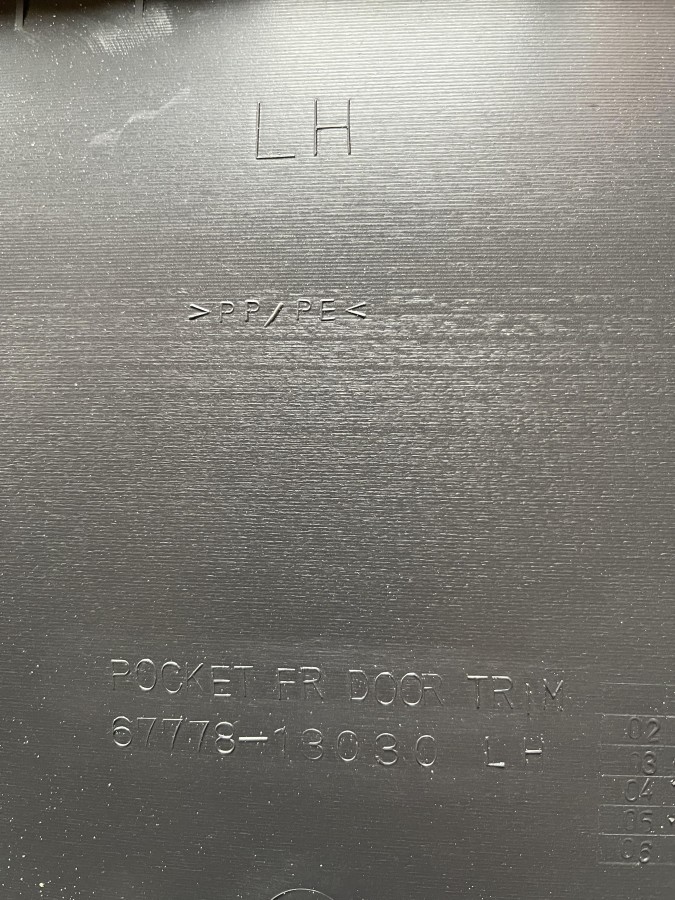 LH
>PP/PE<
POCKET FR DOOR TRIM
67778-13030 LH
02
03
04
05
06